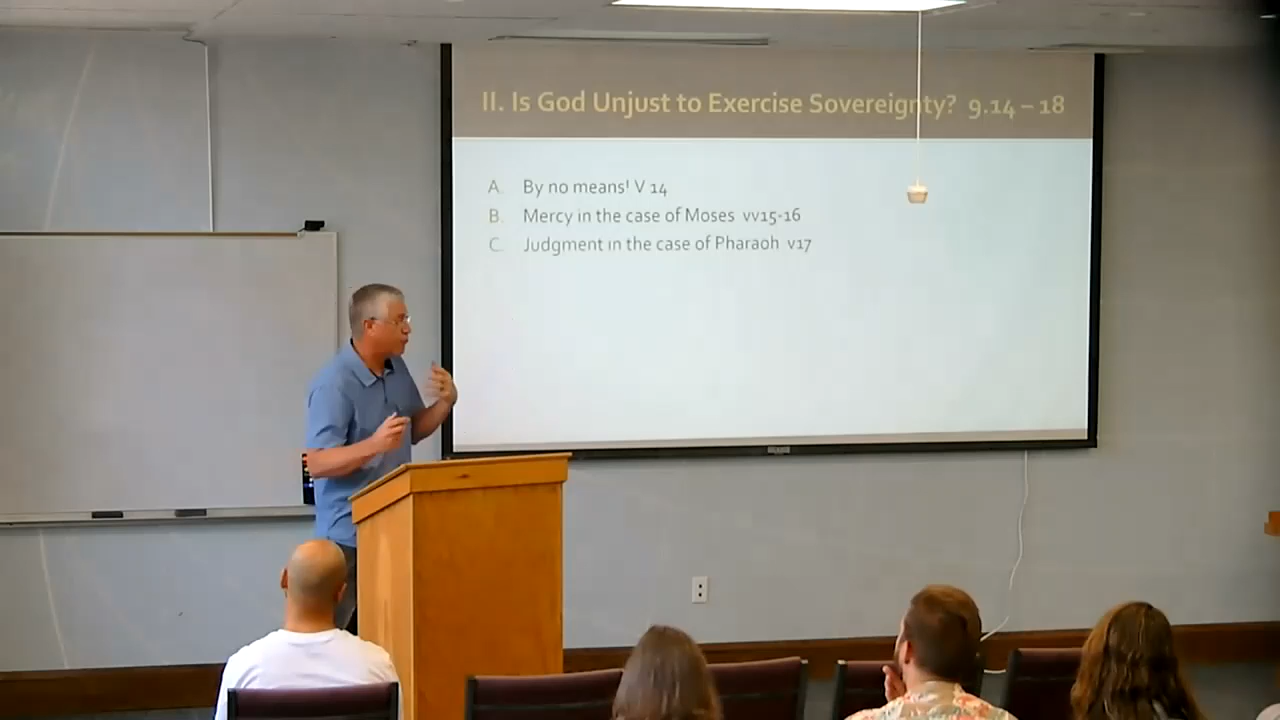 II. Is God Unjust to Exercise Sovereignty? 9.14 – 18
A. By no means! V 14
B. Mercy in the case of Moses vv15-16
C. Judgment in the case of Pharaoh v17